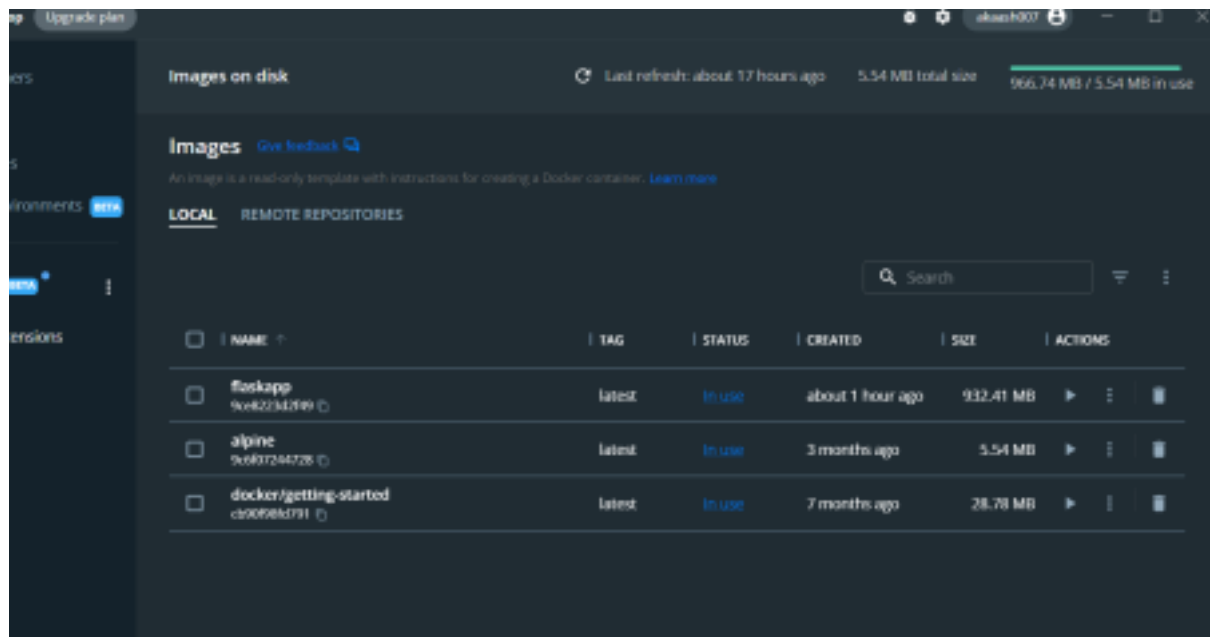 Upgrade plan
akaash007
ers
Images on disk
Last refresh: about 17 hours ago
5.54 MB total size
966.74 MB / 5.54 MB in use
s
Images Give feedback
An image is a read-only template with instructions for creating a Docker container. Learn more
vironments BETA
LOCAL REMOTE REPOSITORIES
BETA
Search
ensions
NAME TAG STATUS CREATED SIZE ACTIONS
flaskapp latest In use about 1 hour ago 932.41 MB
alpine latest In use 3 months ago 5.54 MB
9c6f07244728
docker/getting-started latest In use 7 months ago 28.78 MB